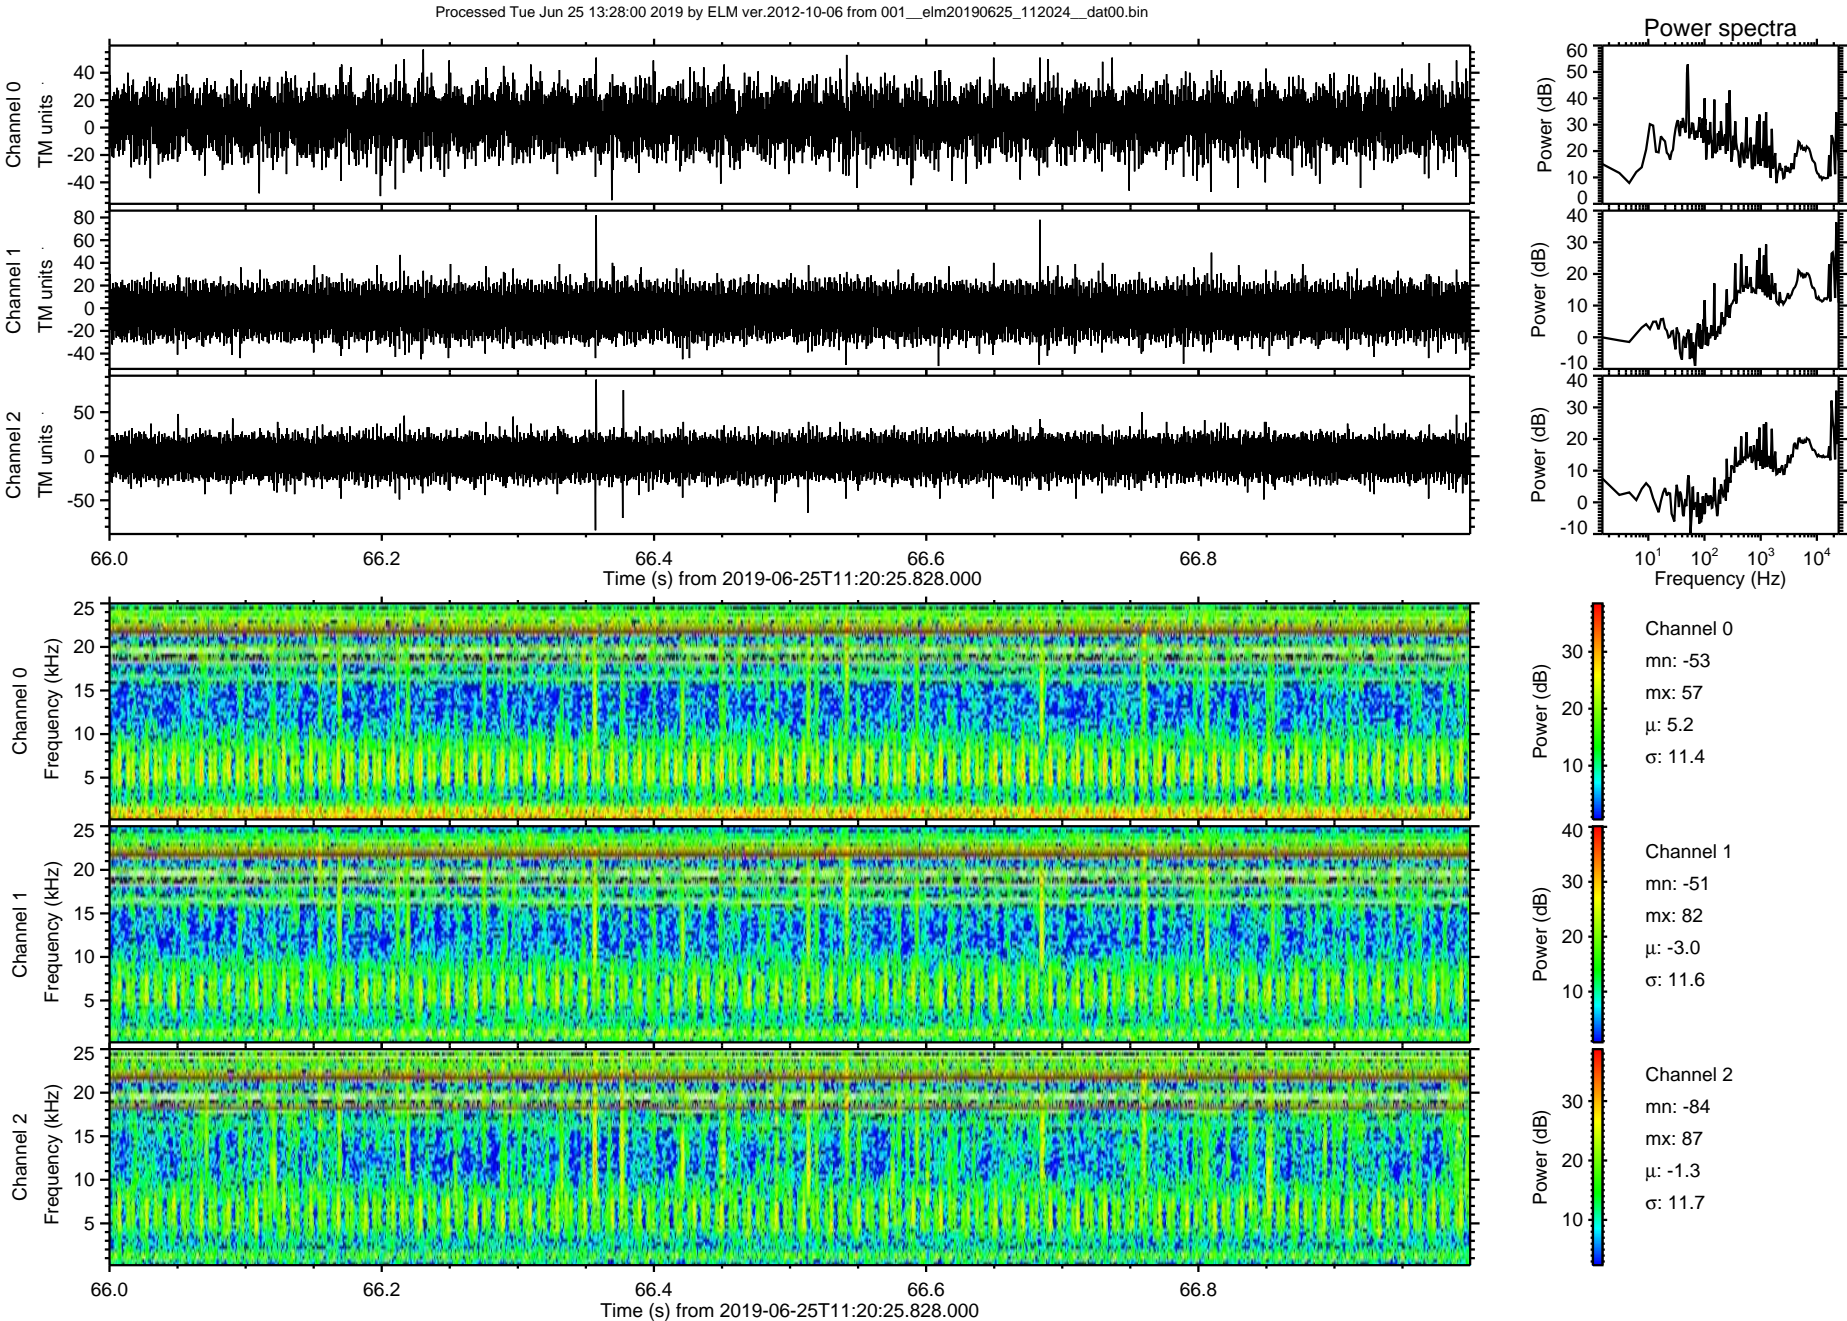 Processed Tue Jun 25 13:28:00 2019 by ELM ver.2012-10-06 from 001__elm20190625_112024__dat00.bin
Power spectra
Channel 0
TM units
40
20
0
-20
-40
Power (dB)
60
50
40
30
20
10
0
Channel 1
TM units
80
60
40
20
0
-20
-40
Power (dB)
40
30
20
10
0
-10
Channel 2
TM units
50
0
-50
Power (dB)
40
30
20
10
0
-10
66.0 66.2 66.4 66.6 66.8
Time (s) from 2019-06-25T11:20:25.828.000
10^1 10^2 10^3 10^4
Frequency (Hz)
Channel 0
Frequency (kHz)
25
20
15
10
5
Power (dB)
30
20
10
Channel 0
mn: -53
mx: 57
μ: 5.2
σ: 11.4
Channel 1
Frequency (kHz)
25
20
15
10
5
Power (dB)
40
30
20
10
Channel 1
mn: -51
mx: 82
μ: -3.0
σ: 11.6
Channel 2
Frequency (kHz)
25
20
15
10
5
Power (dB)
30
20
10
Channel 2
mn: -84
mx: 87
μ: -1.3
σ: 11.7
66.0 66.2 66.4 66.6 66.8
Time (s) from 2019-06-25T11:20:25.828.000